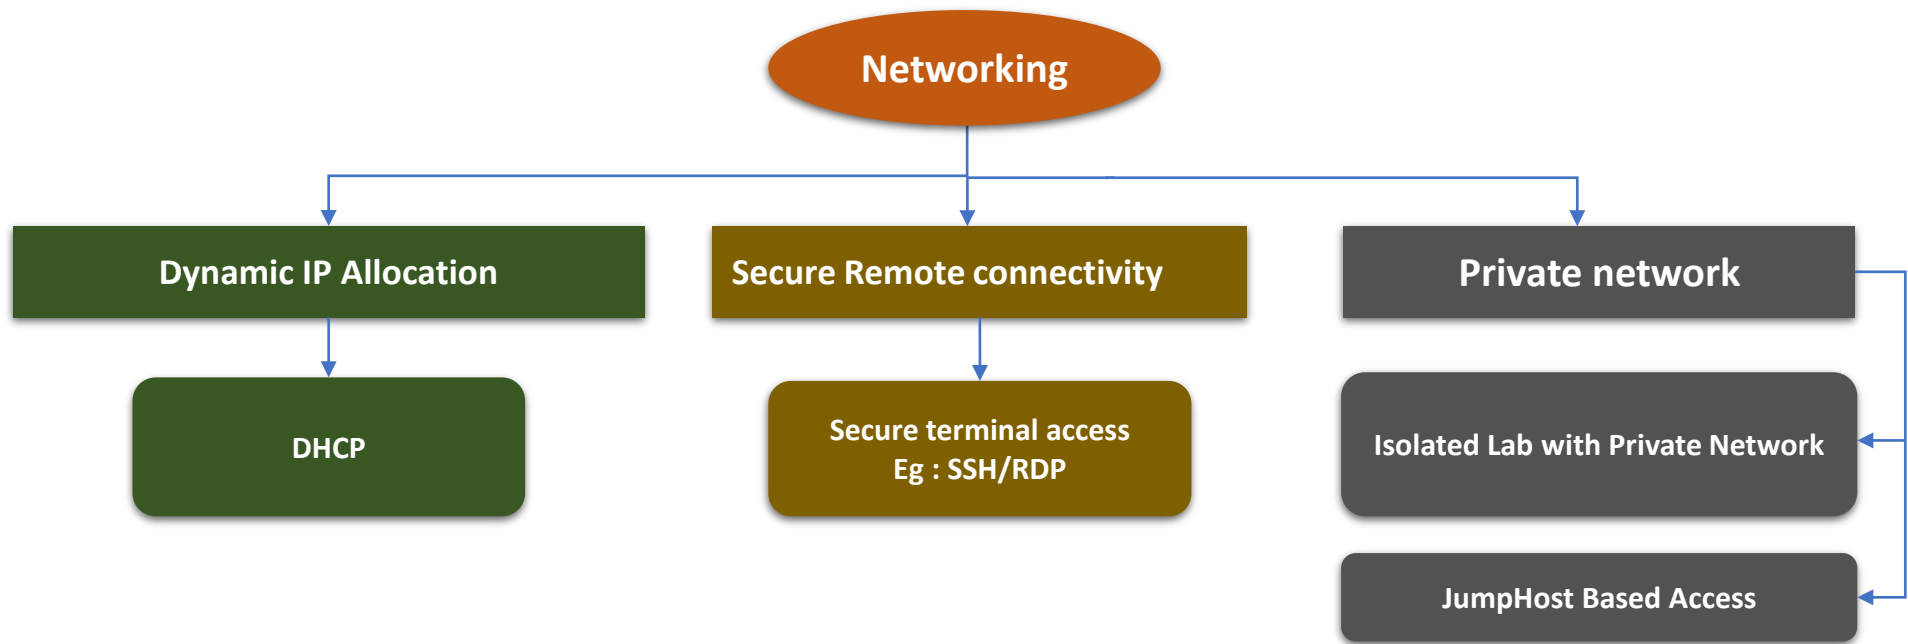 Networking
Dynamic IP Allocation
Secure Remote connectivity
Private network
DHCP
Secure terminal access
Eg : SSH/RDP
Isolated Lab with Private Network
JumpHost Based Access